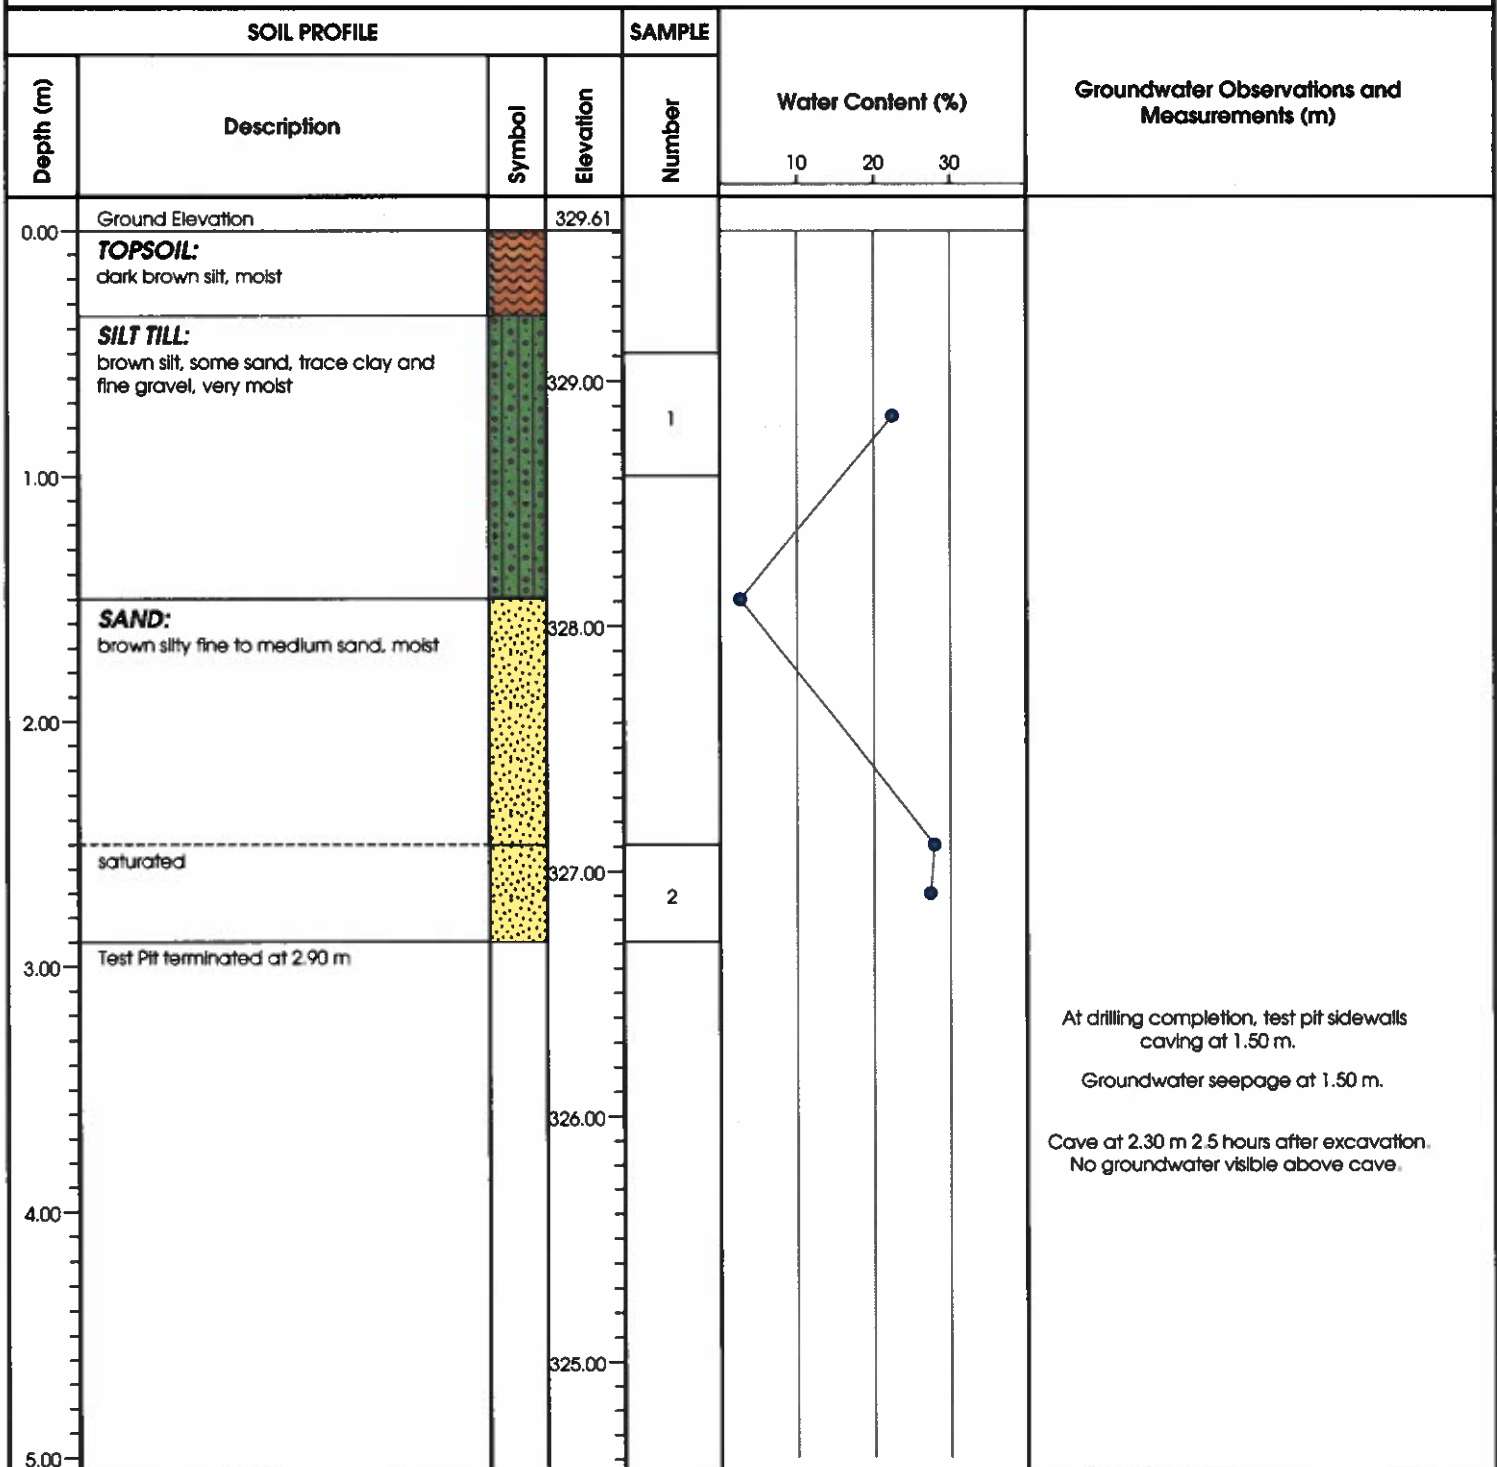 SOIL PROFILE
SAMPLE
Depth (m)
Description
Symbol
Elevation
Number
Water Content (%)
10 20 30
Groundwater Observations and
Measurements (m)
Ground Elevation
329.61
0.00
TOPSOIL:
dark brown silt, moist
SILT TILL:
brown silt, some sand, trace clay and
fine gravel, very moist
329.00
1
1.00
SAND:
brown silty fine to medium sand, moist
328.00
2.00
saturated
327.00
2
Test Pit terminated at 2.90 m
3.00
At drilling completion, test pit sidewalls
caving at 1.50 m.
Groundwater seepage at 1.50 m.
326.00
Cave at 2.30 m 2.5 hours after excavation.
No groundwater visible above cave.
4.00
325.00
5.00